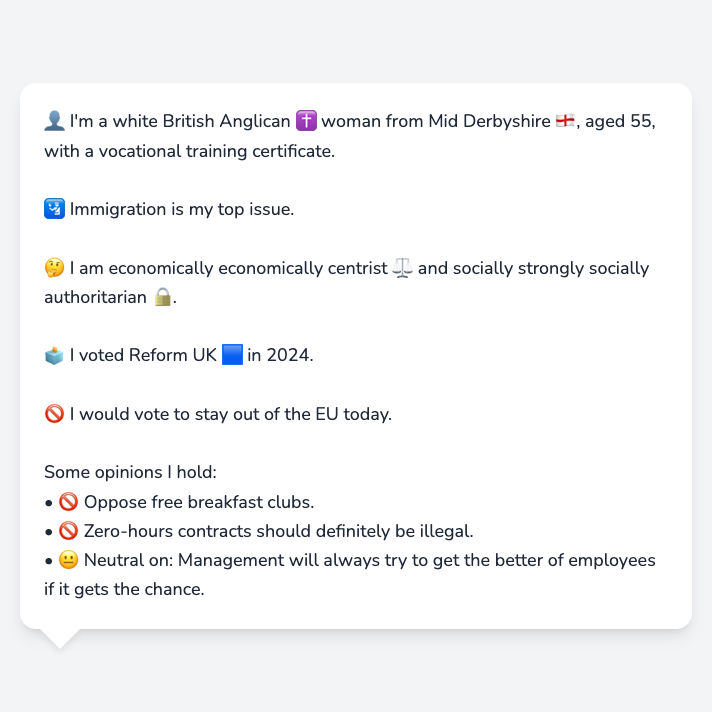 👤 I'm a white British Anglican ✝️ woman from Mid Derbyshire 🏴󠁧󠁢󠁥󠁮󠁧󠁿, aged 55,
with a vocational training certificate.
🛂 Immigration is my top issue.
🤔 I am economically economically centrist ⚖️ and socially strongly socially
authoritarian 🔒.
🗳️ I voted Reform UK 🟦 in 2024.
🚫 I would vote to stay out of the EU today.
Some opinions I hold:
• 🚫 Oppose free breakfast clubs.
• 🚫 Zero-hours contracts should definitely be illegal.
• 😐 Neutral on: Management will always try to get the better of employees
if it gets the chance.